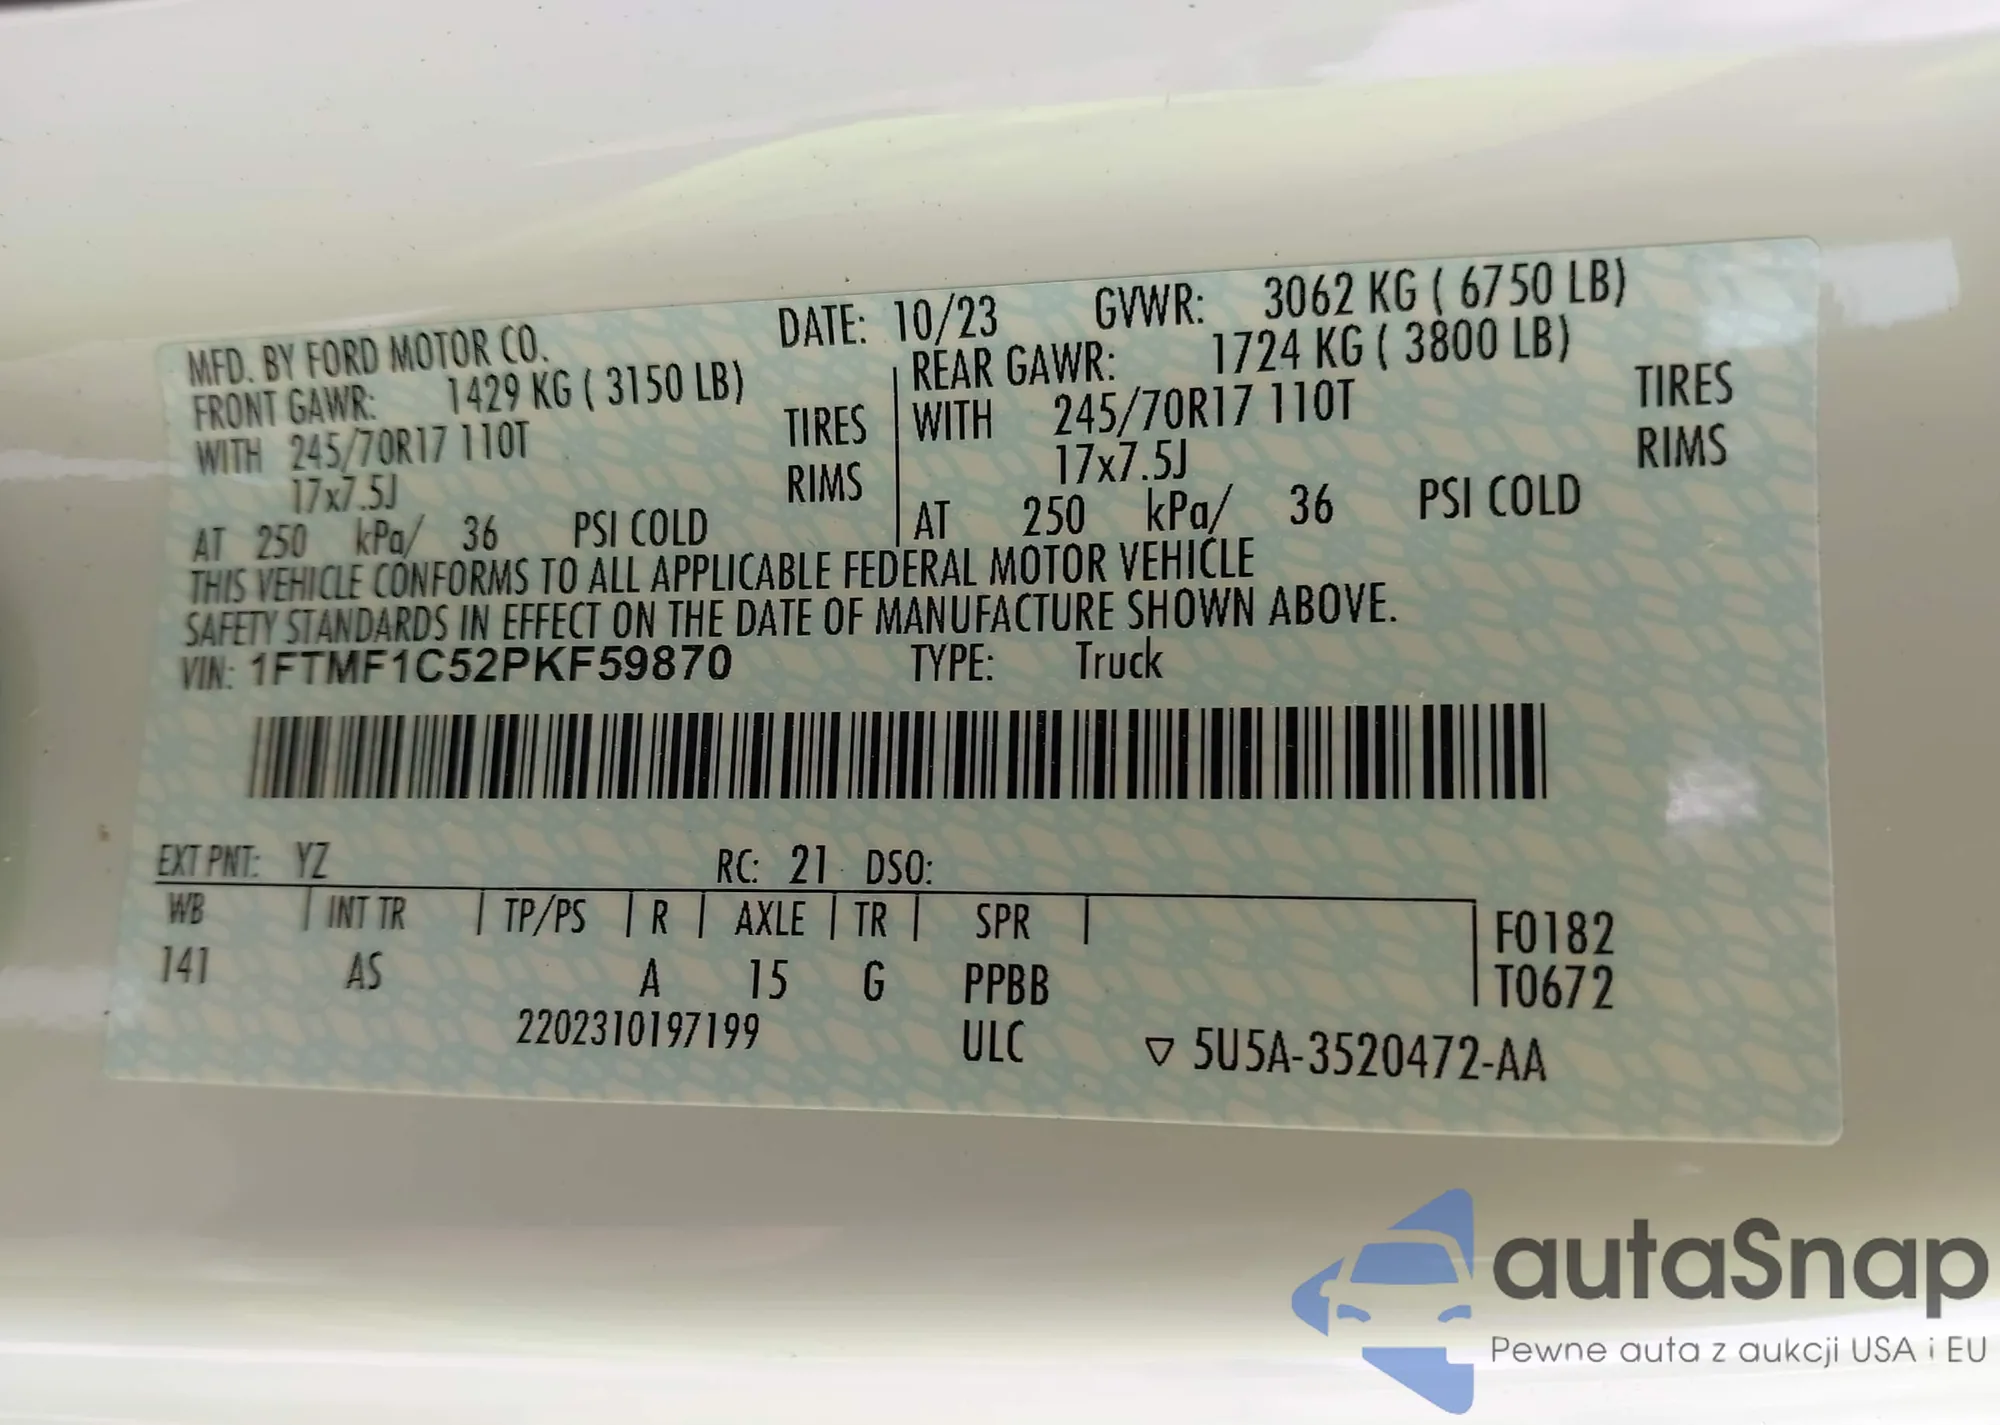 MFD. BY FORD MOTOR CO. DATE: 10/23 GVWR: 3062 KG ( 6750 LB)
FRONT GAWR: 1429 KG ( 3150 LB) REAR GAWR: 1724 KG ( 3800 LB)
WITH 245/70R17 110T TIRES WITH 245/70R17 110T TIRES
17x7.5J RIMS 17x7.5J RIMS
AT 250 kPa/ 36 PSI COLD AT 250 kPa/ 36 PSI COLD
THIS VEHICLE CONFORMS TO ALL APPLICABLE FEDERAL MOTOR VEHICLE
SAFETY STANDARDS IN EFFECT ON THE DATE OF MANUFACTURE SHOWN ABOVE.
VIN: 1FTMF1C52PKF59870 TYPE: Truck
EXT PNT: YZ RC: 21 DSO:
WB INT TR TP/PS R AXLE TR SPR F0182
141 AS A 15 G PPBB T0672
2202310197199 ULC ▽ 5U5A-3520472-AA
autaSnap
Pewne auta z aukcji USA i EU